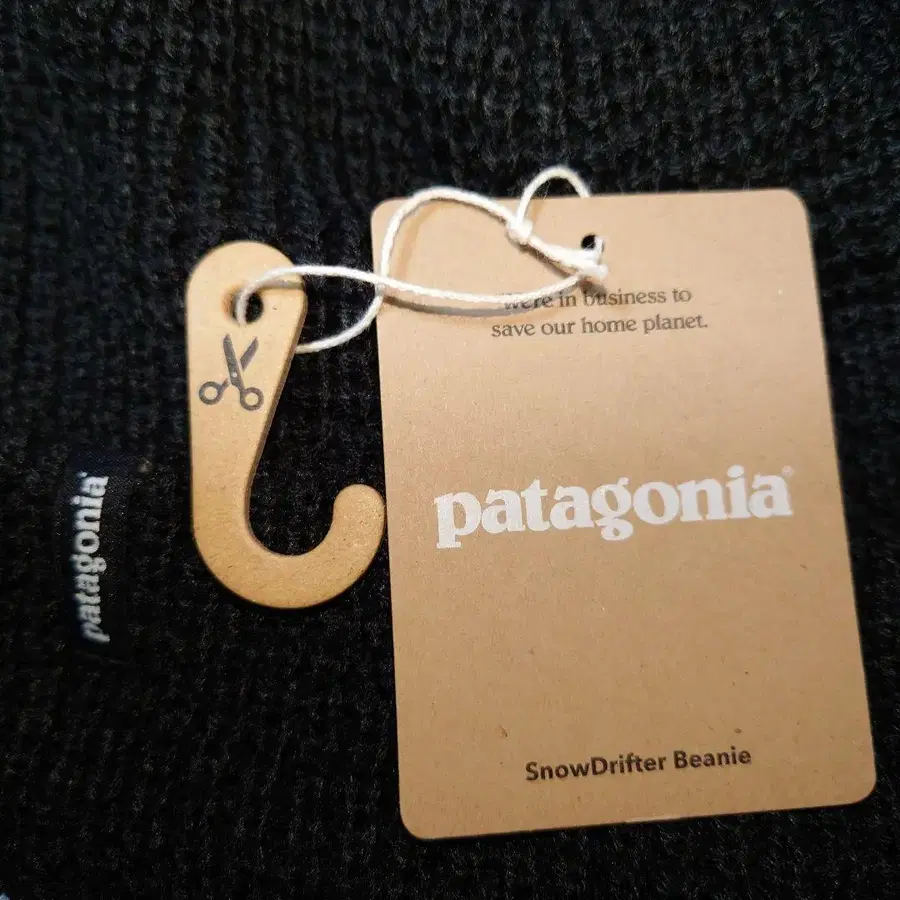 We're in business to
save our home planet.
patagonia®
SnowDrifter Beanie
patagonia